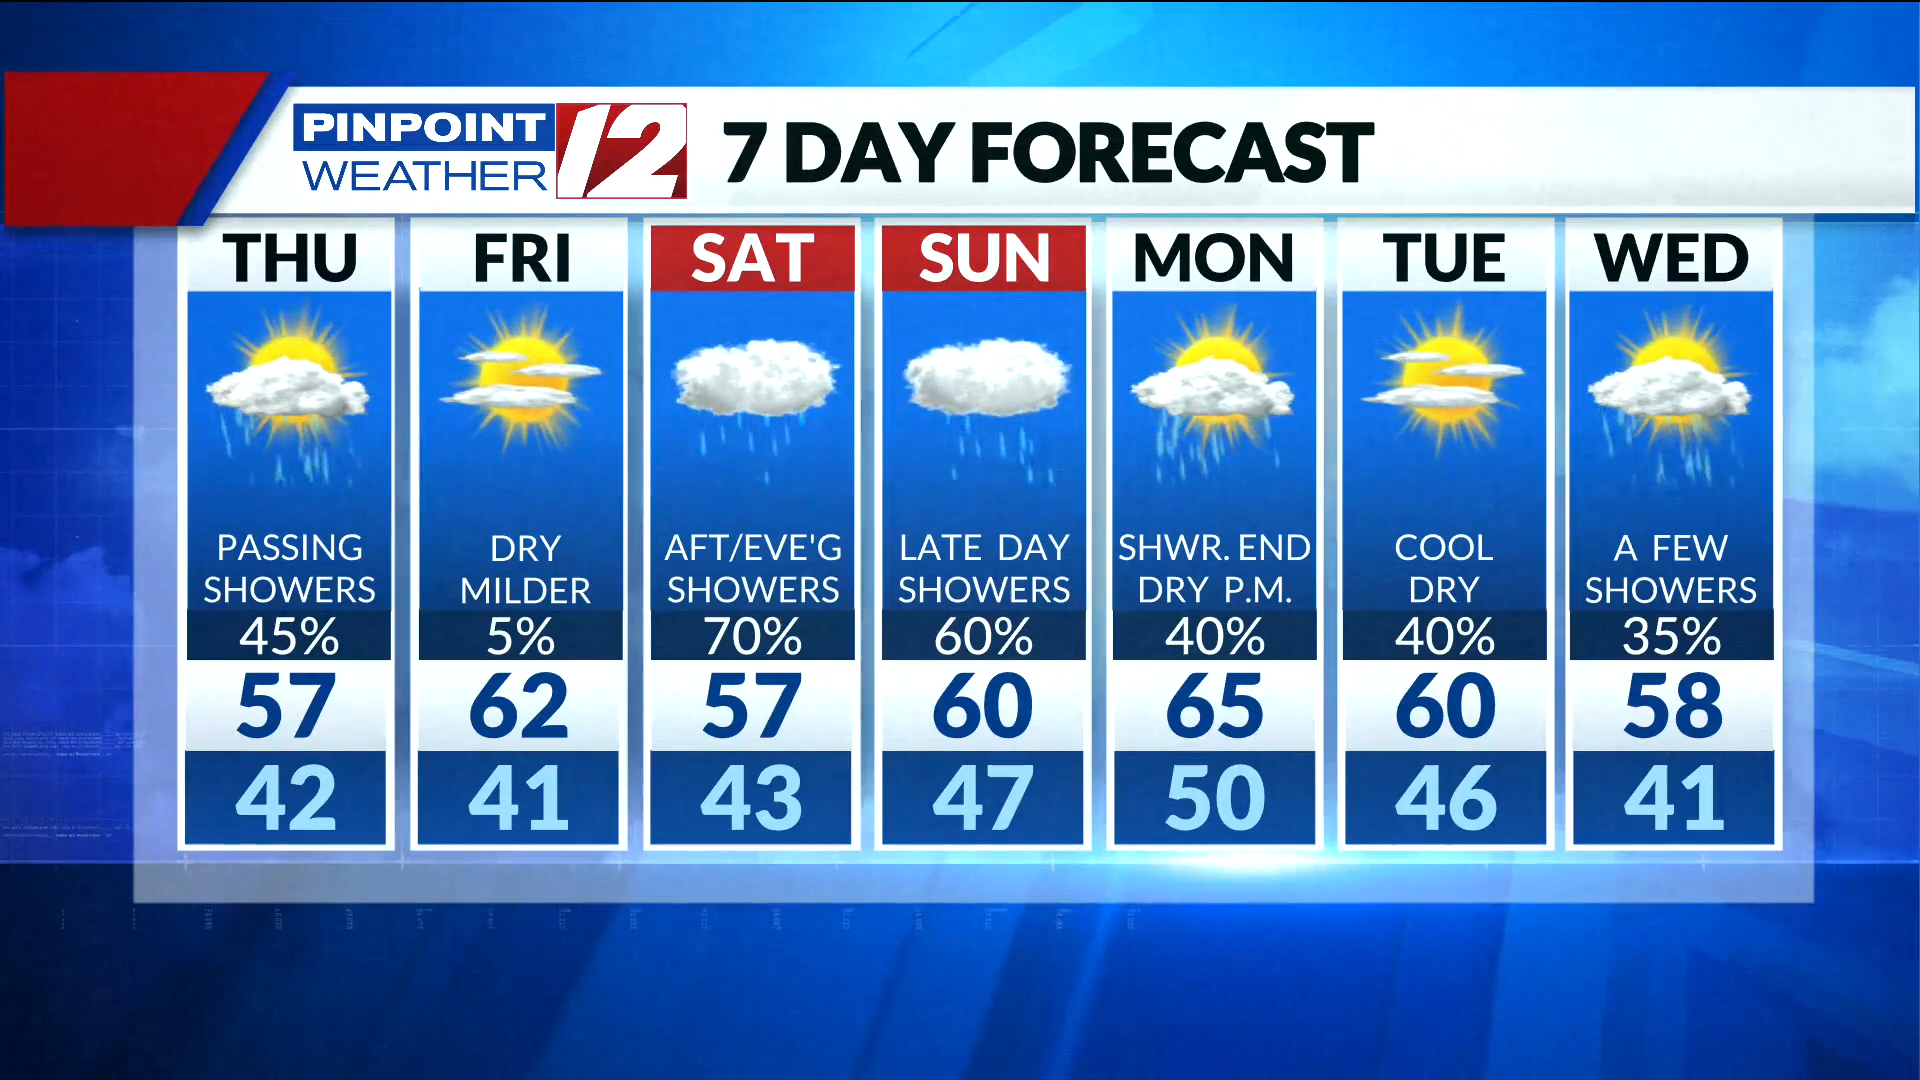 PINPOINT
WEATHER
12
7 DAY FORECAST
THU
PASSING
SHOWERS
45%
57
42
FRI
DRY
MILDER
5%
62
41
SAT
AFT/EVE'G
SHOWERS
70%
57
43
SUN
LATE DAY
SHOWERS
60%
60
47
MON
SHWR. END
DRY P.M.
40%
65
50
TUE
COOL
DRY
40%
60
46
WED
A FEW
SHOWERS
35%
58
41